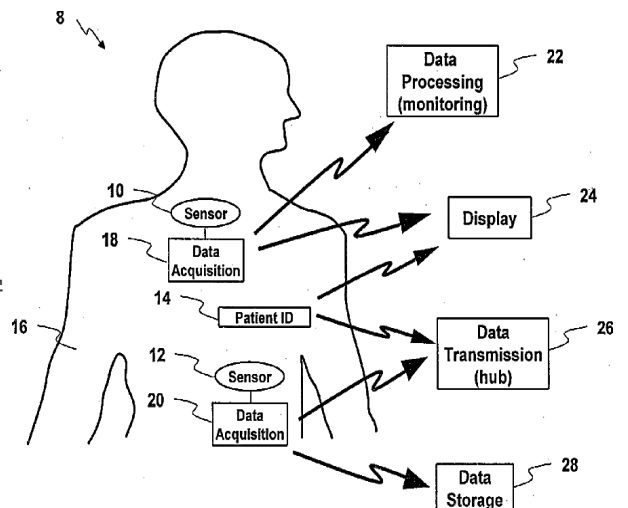 8
Data
Processing
(monitoring)
22
10
Sensor
18
Data
Acquisition
Display
24
14
Patient ID
16
12
Sensor
20
Data
Acquisition
Data
Transmission
(hub)
26
Data
Storage
28